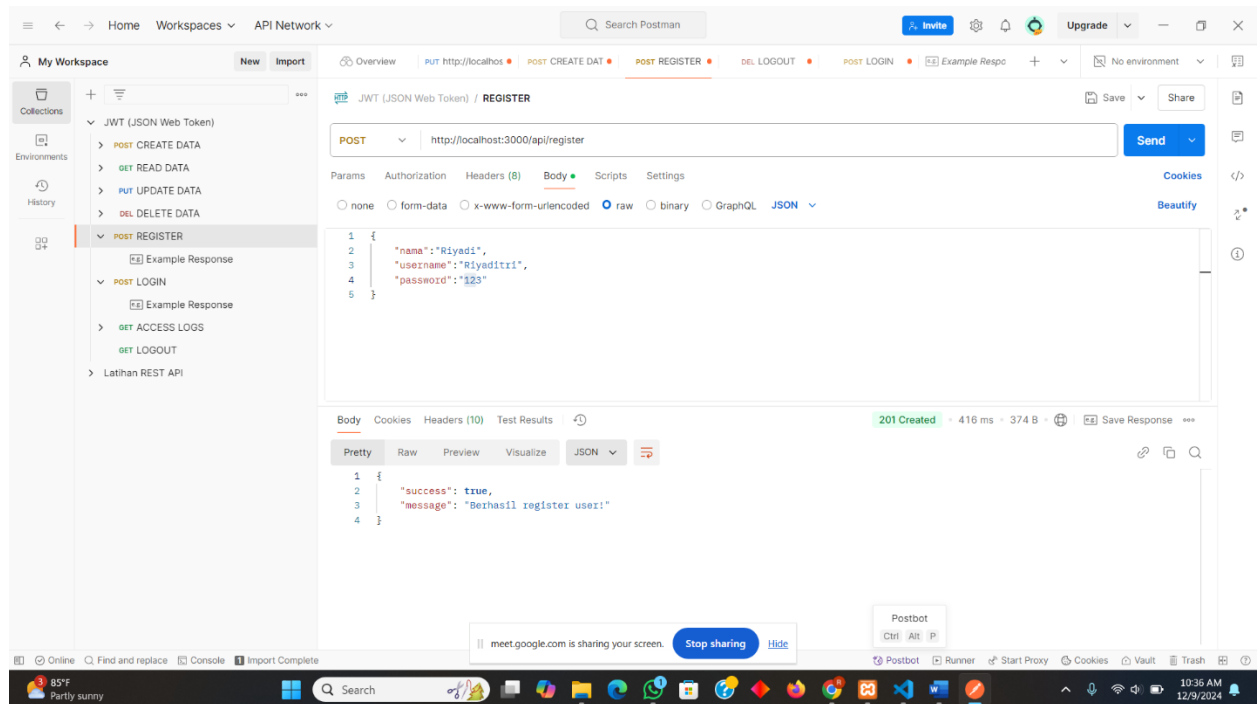 Home Workspaces API Network Search Postman Invite Upgrade
My Workspace New Import Overview PUT http://localhos POST CREATE DAT POST REGISTER DEL LOGOUT POST LOGIN e.g. Example Respo No environment
Collections
Environments
History
JWT (JSON Web Token)
POST CREATE DATA
GET READ DATA
PUT UPDATE DATA
DEL DELETE DATA
POST REGISTER
e.g. Example Response
POST LOGIN
e.g. Example Response
GET ACCESS LOGS
GET LOGOUT
Latihan REST API
HTTP JWT (JSON Web Token) / REGISTER Save Share
POST http://localhost:3000/api/register Send
Params Authorization Headers (8) Body Scripts Settings Cookies
none form-data x-www-form-urlencoded raw binary GraphQL JSON Beautify
1 {
2 "nama":"Riyadi",
3 "username":"Riyaditri",
4 "password":"123"
5 }
Body Cookies Headers (10) Test Results 201 Created 416 ms 374 B e.g. Save Response
Pretty Raw Preview Visualize JSON
1 {
2 "success": true,
3 "message": "Berhasil register user!"
4 }
Postbot
Ctrl Alt P
meet.google.com is sharing your screen. Stop sharing Hide
Online Find and replace Console 1 Import Complete Postbot Runner Start Proxy Cookies Vault Trash
3 85°F
Partly sunny
Search
10:36 AM
12/9/2024